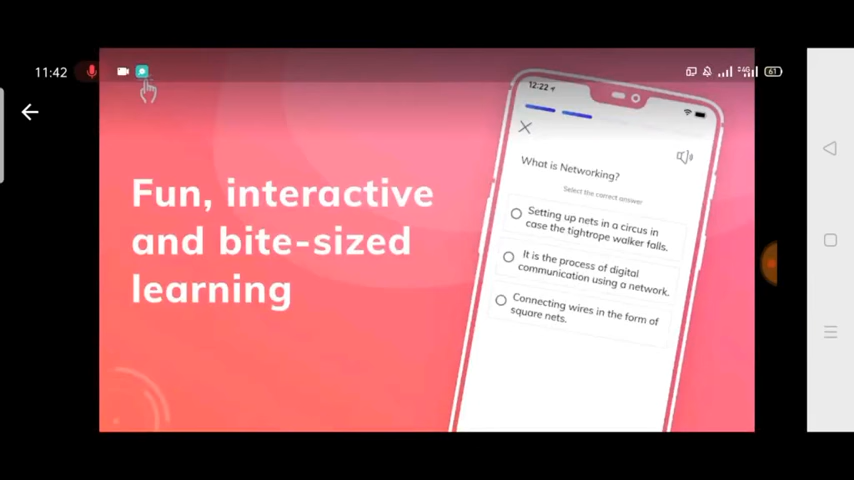 11:42
4G
61
Fun, interactive
and bite-sized
learning
12:22
What is Networking?
Select the correct answer
Setting up nets in a circus in
case the tightrope walker falls.
It is the process of digital
communication using a network.
Connecting wires in the form of
square nets.